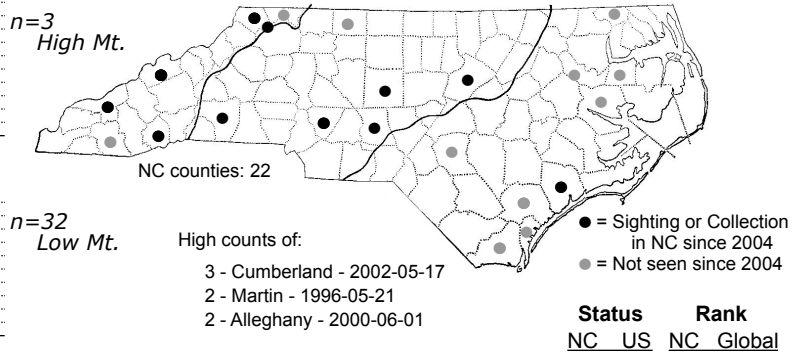 n=3
High Mt.
NC counties: 22
n=32
Low Mt.
High counts of:
3 - Cumberland - 2002-05-17
2 - Martin - 1996-05-21
2 - Alleghany - 2000-06-01
= Sighting or Collection
in NC since 2004
= Not seen since 2004
Status Rank
NC US NC Global